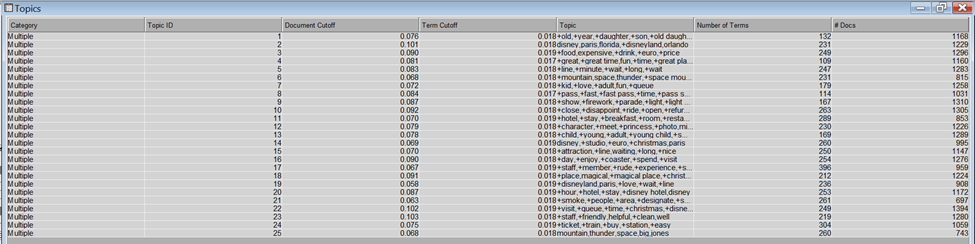 Topics
Category Topic ID Document Cutoff Term Cutoff Topic Number of Terms # Docs
Multiple 1 0.076 0.018 +old,+year,+daughter,+son,+old daugh... 132 1168
Multiple 2 0.101 0.018 disney,paris,florida,+disneyland,orlando 231 1229
Multiple 3 0.090 0.019 +food,expensive,+drink,+euro,+price 249 1296
Multiple 4 0.081 0.017 +great,+great time,fun,+time,+great pla... 109 1160
Multiple 5 0.083 0.018 +line,+minute,+wait,+long,+wait 247 1283
Multiple 6 0.068 0.018 +mountain,space,thunder,+space mou... 231 815
Multiple 7 0.072 0.018 +kid,+love,+adult,fun,+queue 179 1258
Multiple 8 0.084 0.017 +pass,+fast,+fast pass,+time,+pass s... 114 1031
Multiple 9 0.087 0.018 +show,+firework,+parade,+light,+light ... 167 1310
Multiple 10 0.092 0.018 +close,+disappoint,+ride,+open,+refur... 263 1305
Multiple 11 0.070 0.019 +hotel,+stay,+breakfast,+room,+resta... 289 853
Multiple 12 0.079 0.018 +character,+meet,+princess,+photo,mi... 230 1226
Multiple 13 0.078 0.018 +child,+young,+adult,+young child,+s... 169 1289
Multiple 14 0.069 0.019 disney,+studio,+euro,+christmas,paris 260 995
Multiple 15 0.070 0.018 +attraction,+line,waiting,+long,+nice 250 1147
Multiple 16 0.090 0.018 +day,+enjoy,+coaster,+spend,+visit 254 1276
Multiple 17 0.067 0.019 +staff,+member,+rude,+experience,+s... 396 959
Multiple 18 0.091 0.018 +place,magical,+magical place,+christ... 212 1224
Multiple 19 0.058 0.019 +disneyland,paris,+love,+wait,+line 236 908
Multiple 20 0.087 0.018 +hour,+hotel,+stay,+disney hotel,disney 253 1172
Multiple 21 0.063 0.018 +smoke,+people,+area,+designate,+s... 261 697
Multiple 22 0.102 0.018 +visit,+queue,+time,+christmas,+disne... 249 1394
Multiple 23 0.103 0.018 +staff,+friendly,helpful,+clean,well 219 1280
Multiple 24 0.075 0.019 +ticket,+train,+buy,+station,+easy 304 1059
Multiple 25 0.068 0.018 mountain,thunder,space,big,jones 260 743